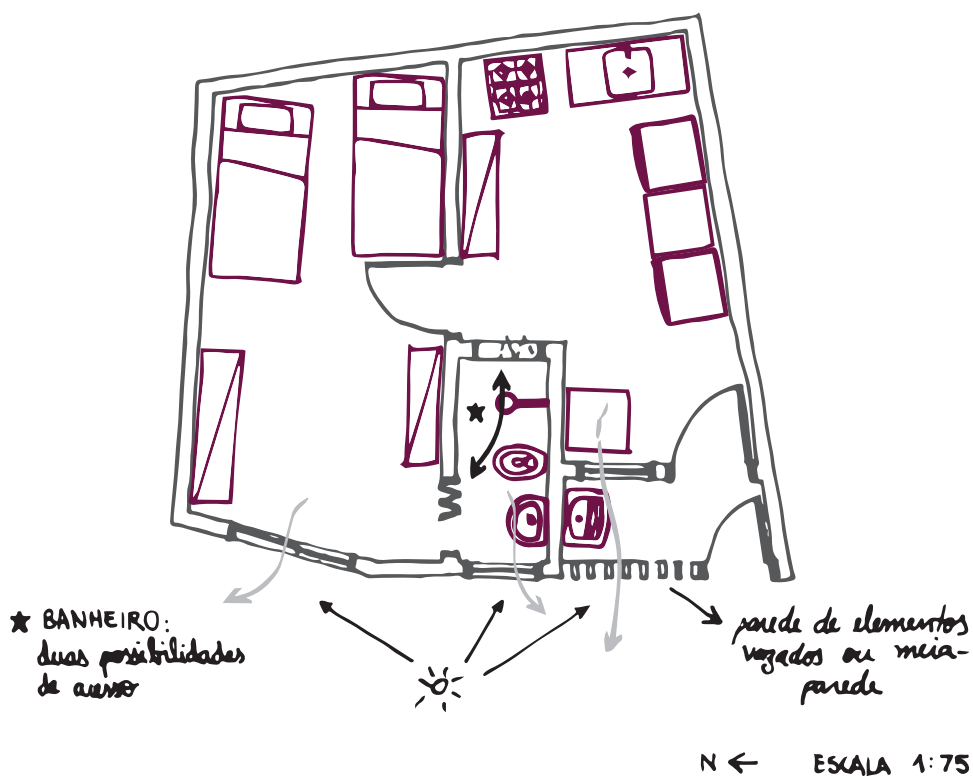 ★ BANHEIRO:
duas possibilidades
de acesso
parede de elementos
vazados ou meia-
parede
N ← ESCALA 1:75